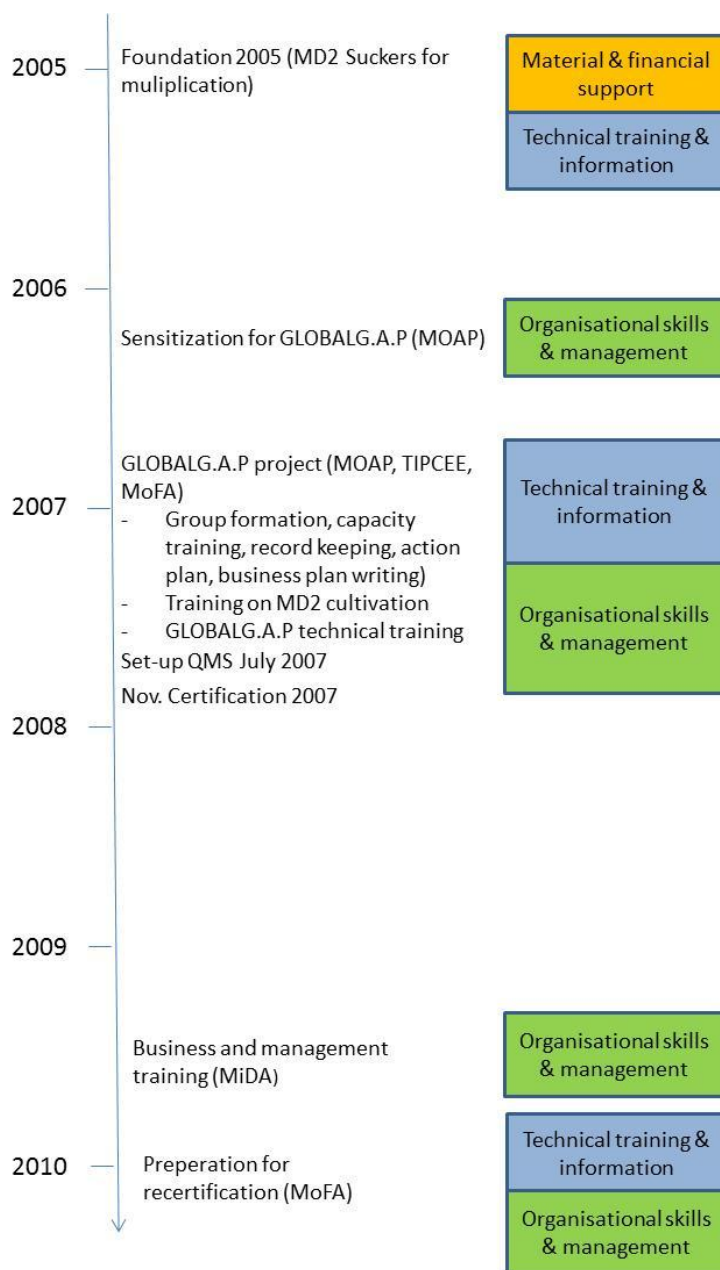 2005
Foundation 2005 (MD2 Suckers for
muliplication)
Material & financial
support
Technical training &
information
2006
Sensitization for GLOBALG.A.P (MOAP)
Organisational skills
& management
GLOBALG.A.P project (MOAP, TIPCEE,
MoFA)
2007
- Group formation, capacity
training, record keeping, action
plan, business plan writing)
- Training on MD2 cultivation
- GLOBALG.A.P technical training
Set-up QMS July 2007
Nov. Certification 2007
Technical training &
information
Organisational skills
& management
2008
2009
Business and management
training (MiDA)
Organisational skills
& management
2010
Preperation for
recertification (MoFA)
Technical training &
information
Organisational skills
& management